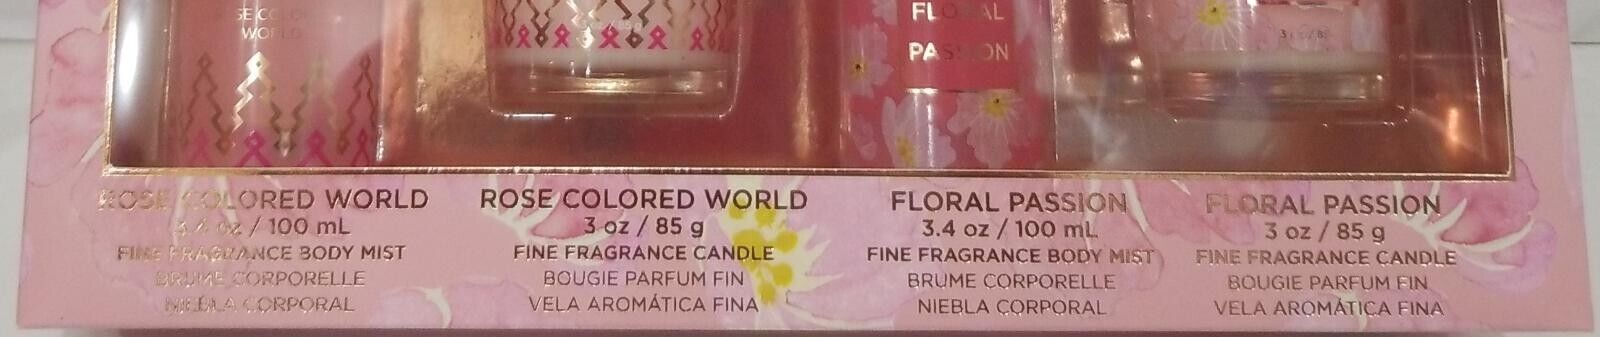 SE COLO
WORLD
FLORAL
PASSION
ROSE COLORED WORLD
3.4 oz / 100 mL
FINE FRAGRANCE BODY MIST
BRUME CORPORELLE
NIEBLA CORPORAL
ROSE COLORED WORLD
3 oz / 85 g
FINE FRAGRANCE CANDLE
BOUGIE PARFUM FIN
VELA AROMÁTICA FINA
FLORAL PASSION
3.4 oz / 100 mL
FINE FRAGRANCE BODY MIST
BRUME CORPORELLE
NIEBLA CORPORAL
FLORAL PASSION
3 oz / 85 g
FINE FRAGRANCE CANDLE
BOUGIE PARFUM FIN
VELA AROMÁTICA FINA